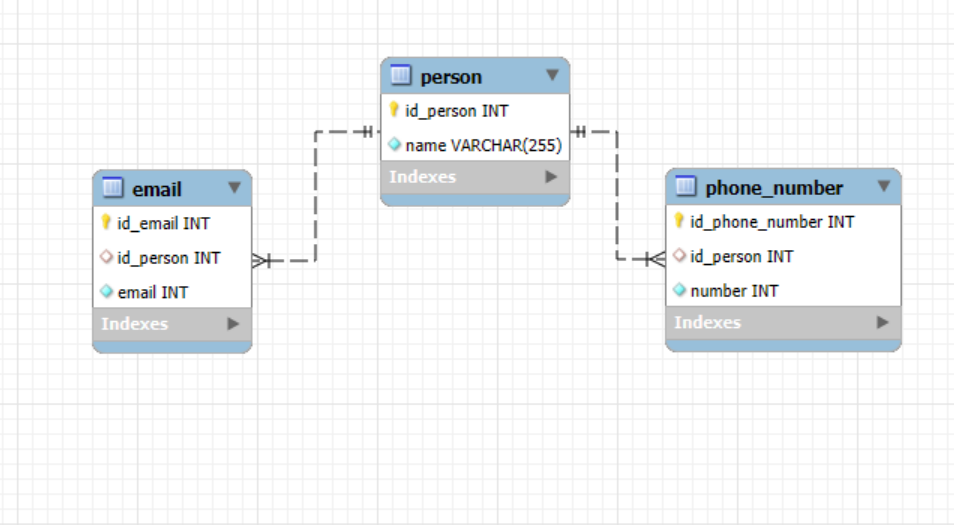 person
id_person INT
name VARCHAR(255)
Indexes
email
id_email INT
id_person INT
email INT
Indexes
phone_number
id_phone_number INT
id_person INT
number INT
Indexes